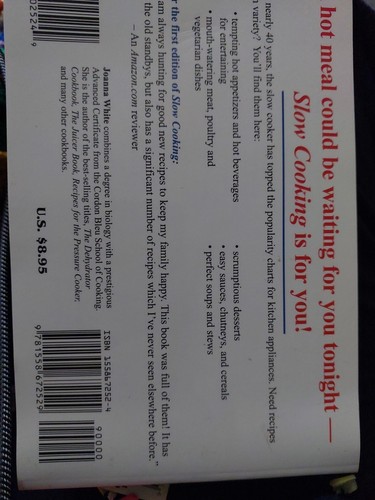 hot meal could be waiting for you tonight —
Slow Cooking is for you!
nearly 40 years, the slow cooker has topped the popularity charts for kitchen appliances. Need recipes
variety? You'll find them here:
• tempting hot appetizers and hot beverages
for entertaining
• mouth-watering meat, poultry and
vegetarian dishes
• scrumptious desserts
• easy sauces, chutneys, and cereals
• perfect soups and stews
r the first edition of Slow Cooking:
am always hunting for good new recipes to keep my family happy. This book was full of them! It has
the old standbys, but also has a significant number of recipes which I've never seen elsewhere before."
– An Amazon.com reviewer
Joanna White combines a degree in biology with a prestigious
Advanced Certificate from the Cordon Bleu School of Cooking.
She is the author of the best-selling titles, The Dehydrator
Cookbook, The Juicer Book, Recipes for the Pressure Cooker,
and many other cookbooks.
U.S. $8.95
ISBN 155867252-4
90000
9 781558 672529
02524 9